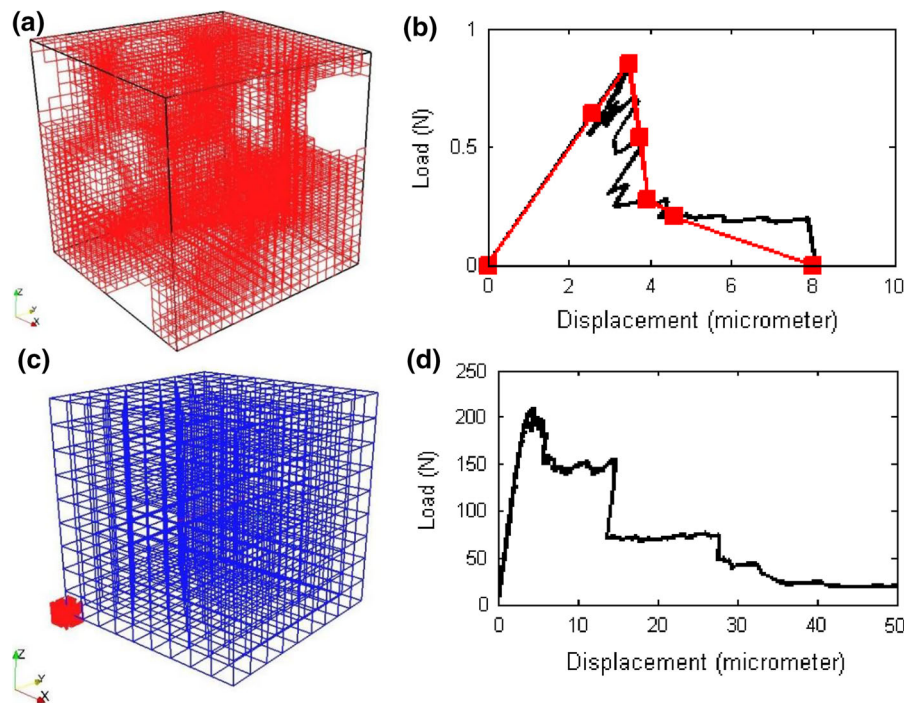 (a)
Z
Y
X
(b)
1
0.5
0
Load (N)
0 2 4 6 8 10
Displacement (micrometer)
(c)
Z
Y
X
(d)
250
200
150
100
50
0
Load (N)
0 10 20 30 40 50
Displacement (micrometer)